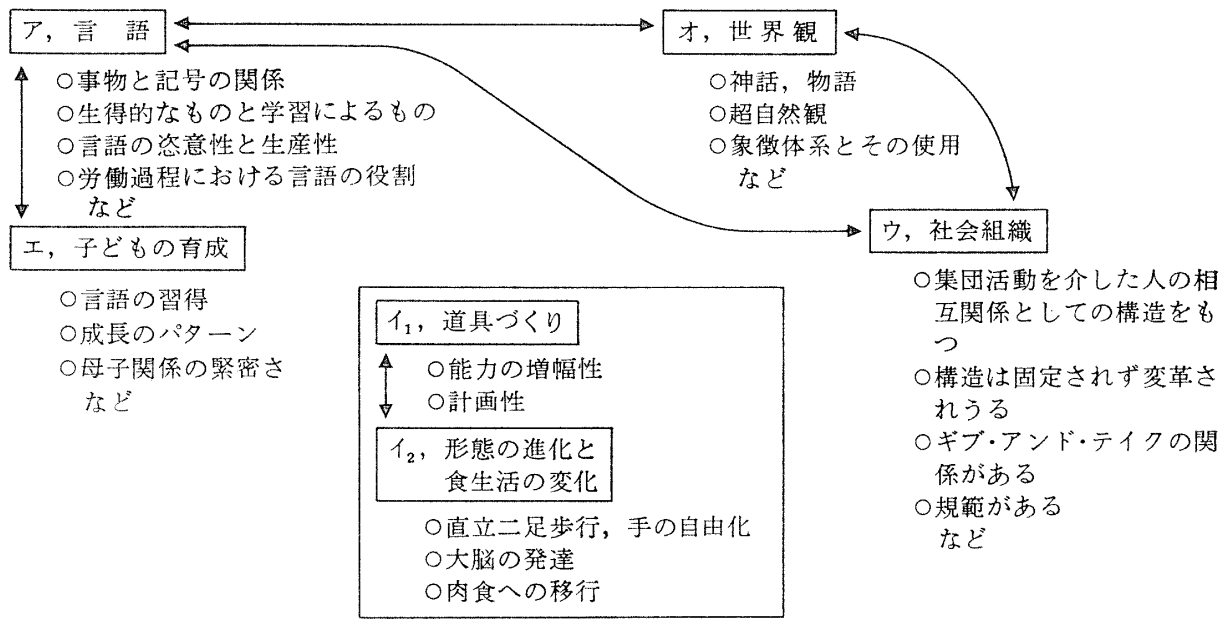 ア，言　語
○事物と記号の関係
○生得的なものと学習によるもの
○言語の恣意性と生産性
○労働過程における言語の役割
など
オ，世界観
○神話，物語
○超自然観
○象徴体系とその使用
など
エ，子どもの育成
○言語の習得
○成長のパターン
○母子関係の緊密さ
など
イ₁，道具づくり
○能力の増幅性
○計画性
イ₂，形態の進化と
食生活の変化
○直立二足歩行，手の自由化
○大脳の発達
○肉食への移行
ウ，社会組織
○集団活動を介した人の相
互関係としての構造をも
つ
○構造は固定されず変革さ
れうる
○ギブ・アンド・テイクの関
係がある
○規範がある
など